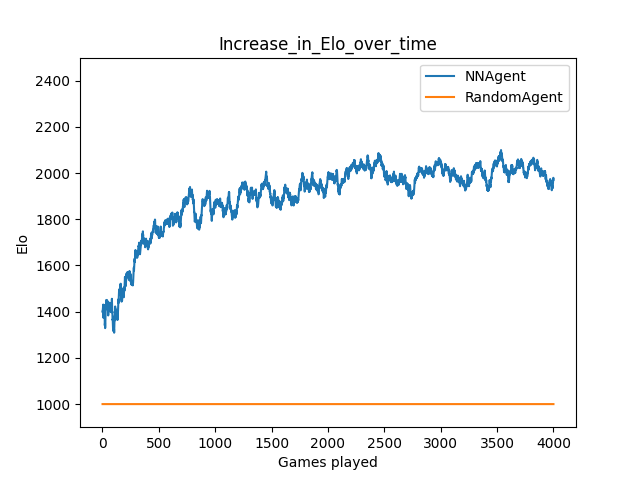 Increase_in_Elo_over_time
NNAgent
RandomAgent
2400
2200
2000
1800
1600
1400
1200
1000
Elo
0 500 1000 1500 2000 2500 3000 3500 4000
Games played